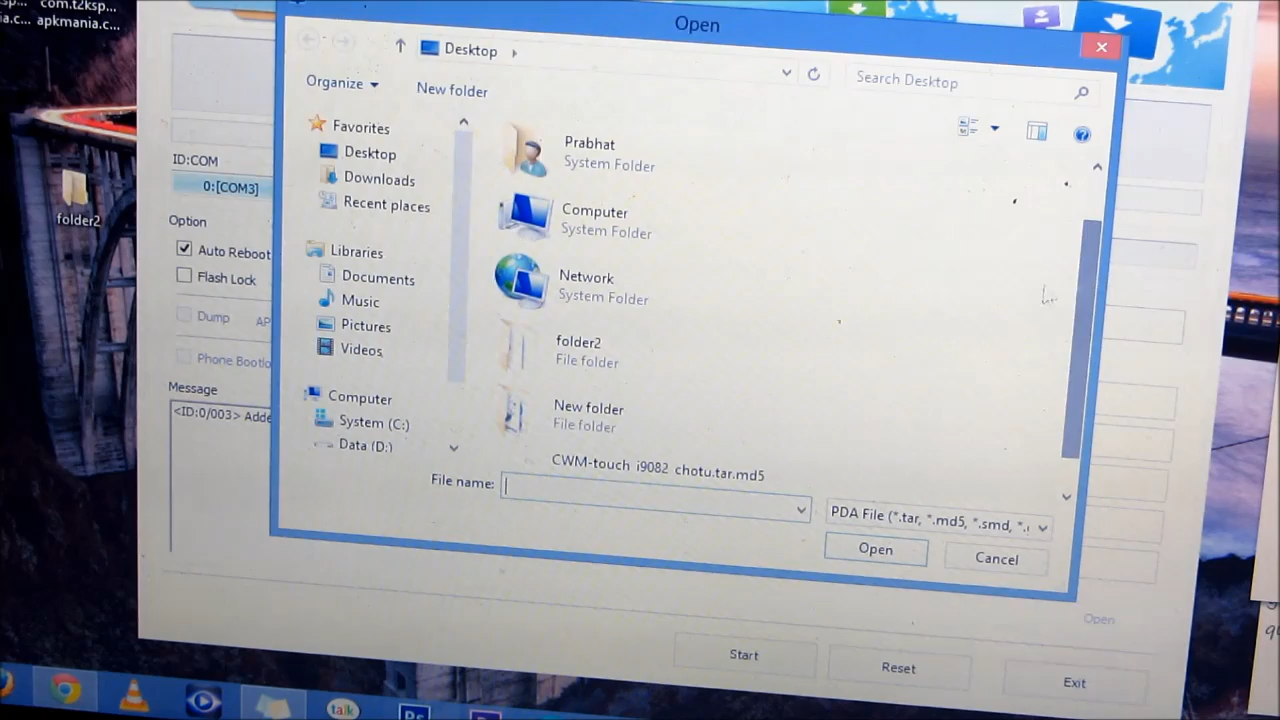 com.t2ksp...
apkmania.c...
Open
Desktop
Search Desktop
Organize
New folder
Favorites
Desktop
Downloads
Recent places
Libraries
Documents
Music
Pictures
Videos
Computer
System (C:)
Data (D:)
Prabhat
System Folder
Computer
System Folder
Network
System Folder
folder2
File folder
New folder
File folder
CWM-touch i9082 chotu.tar.md5
File name:
PDA File (*.tar, *.md5, *.smd, *.
Open
Cancel
folder2
ID:COM
0:[COM3]
Option
Auto Reboot
Flash Lock
Dump
AP
Phone Bootlo
Message
<ID:0/003> Adde
Open
Start
Reset
Exit
talk
Ps